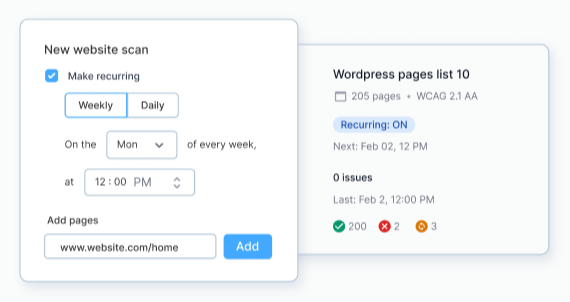 New website scan
Make recurring
Weekly Daily
On the Mon of every week,
at 12 : 00 PM
Add pages
www.website.com/home Add
Wordpress pages list 10
205 pages • WCAG 2.1 AA
Recurring: ON
Next: Feb 02, 12 PM
0 issues
Last: Feb 2, 12:00 PM
200 2 3